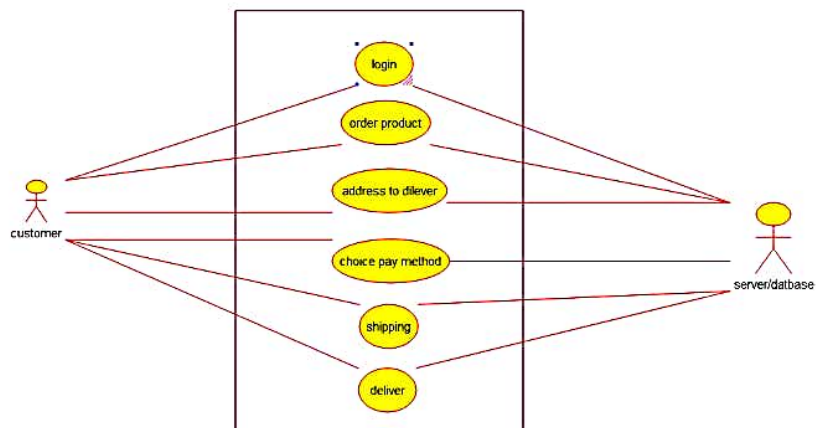 login
order product
address to dilever
customer
choice pay method
server/datbase
shipping
deliver